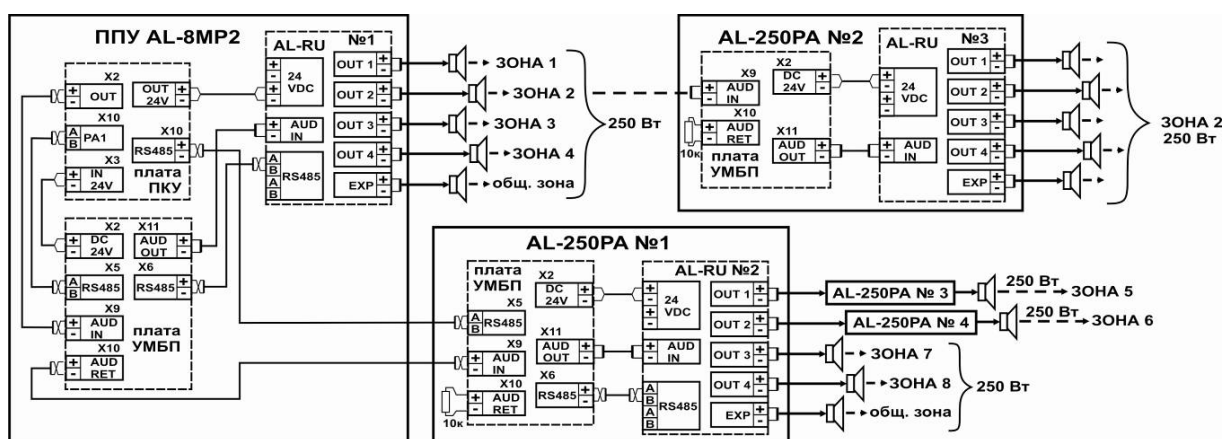 ППУ AL-8MP2
AL-RU №1
X2
+ - OUT
OUT 24V + -
X10
A B PA1
X10
RS485 + -
X3
+ - IN 24V
плата ПКУ
+ - 24 VDC
+ - AUD IN
A B A B RS485
OUT 1 + -
OUT 2 + -
OUT 3 + -
OUT 4 + -
EXP + -
ЗОНА 1
ЗОНА 2
ЗОНА 3
ЗОНА 4
общ. зона
250 Вт
X2
+ - DC 24V
X11
AUD OUT + -
X5
A B RS485
X6
RS485 + -
X9
+ - AUD IN
X10
+ - AUD RET
плата УМБП
AL-250PA №2
AL-RU №3
X9
+ - AUD IN
X2
DC 24V + -
X10
+ - AUD RET
10к
X11
AUD OUT + -
плата УМБП
+ - + - 24 VDC
+ - AUD IN
OUT 1 + -
OUT 2 + -
OUT 3 + -
OUT 4 + -
EXP + -
ЗОНА 2
250 Вт
AL-250PA №1
плата УМБП
X2
DC 24V + -
X5
A B RS485
X9
+ - AUD IN
X11
AUD OUT + -
X10
+ - AUD RET
10к
X6
RS485 + -
AL-RU №2
+ - 24 VDC
+ - AUD IN
A B A B RS485
OUT 1 + -
OUT 2 + -
OUT 3 + -
OUT 4 + -
EXP + -
AL-250PA № 3
250 Вт
ЗОНА 5
AL-250PA № 4
250 Вт
ЗОНА 6
ЗОНА 7
ЗОНА 8
общ. зона
250 Вт